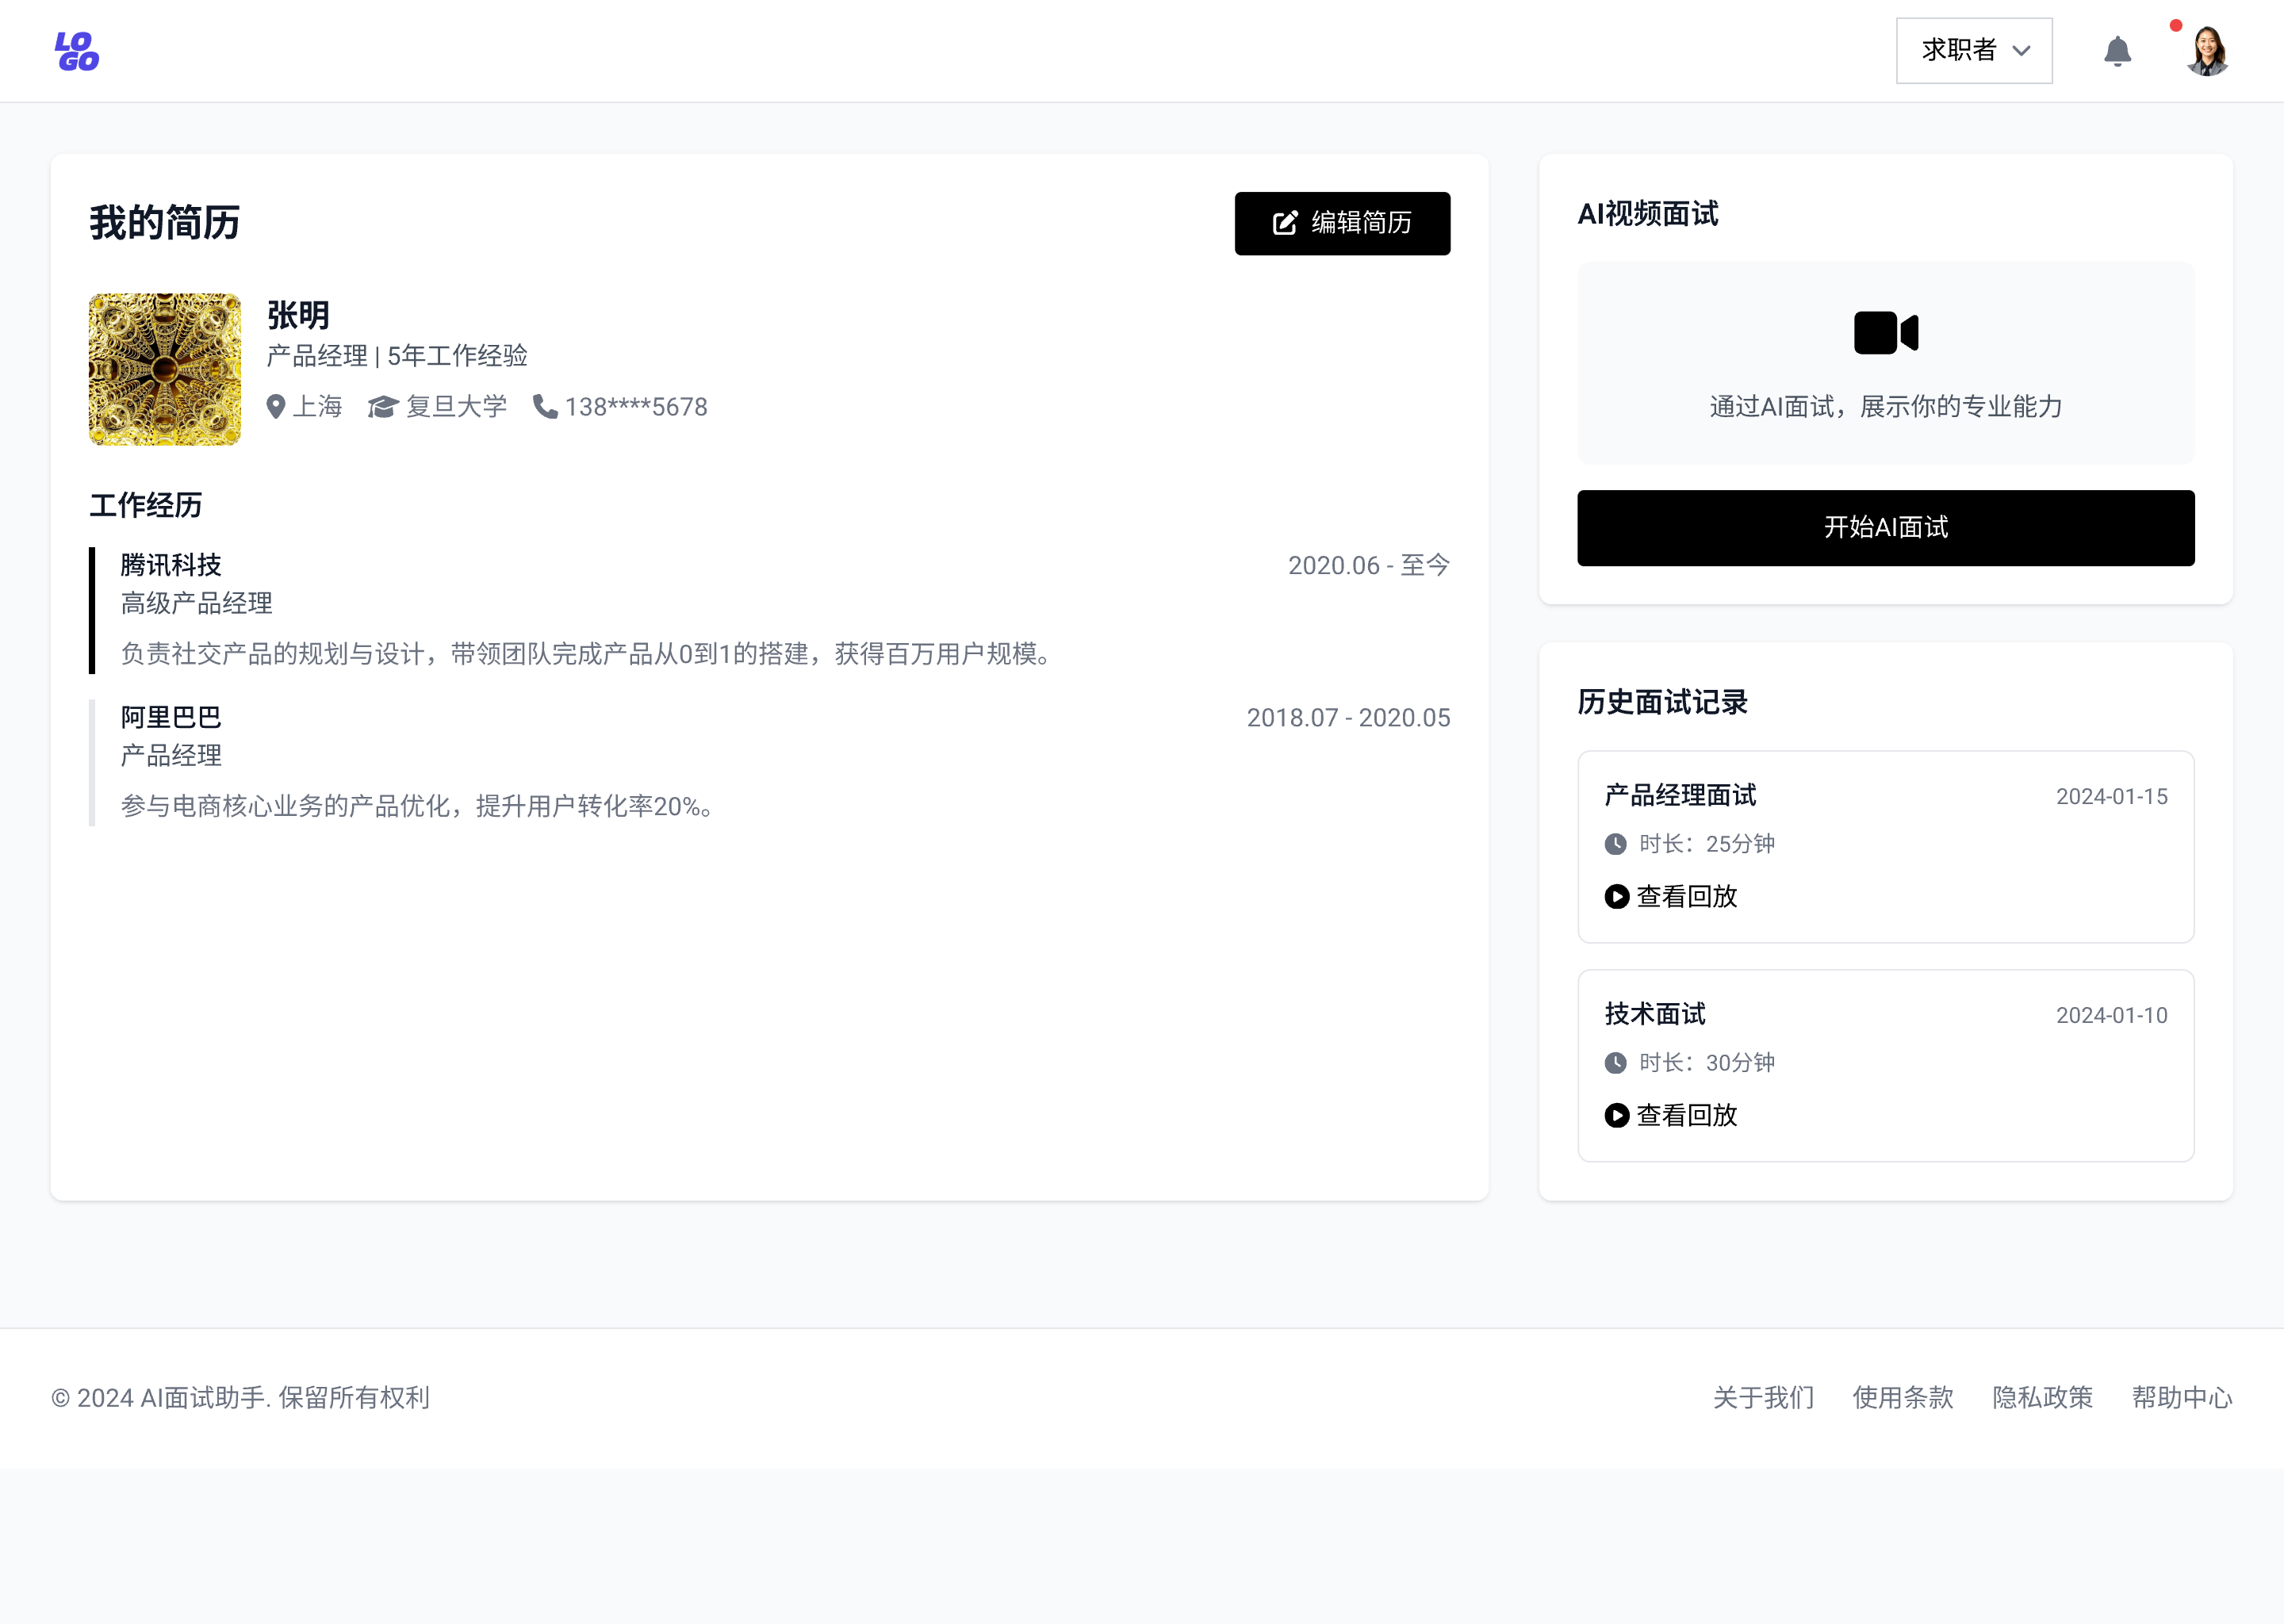 LO
GO
求职者
我的简历
编辑简历
张明
产品经理 | 5年工作经验
上海 复旦大学 138****5678
工作经历
腾讯科技 2020.06 - 至今
高级产品经理
负责社交产品的规划与设计，带领团队完成产品从0到1的搭建，获得百万用户规模。
阿里巴巴 2018.07 - 2020.05
产品经理
参与电商核心业务的产品优化，提升用户转化率20%。
AI视频面试
通过AI面试，展示你的专业能力
开始AI面试
历史面试记录
产品经理面试 2024-01-15
时长：25分钟
查看回放
技术面试 2024-01-10
时长：30分钟
查看回放
© 2024 AI面试助手. 保留所有权利
关于我们 使用条款 隐私政策 帮助中心